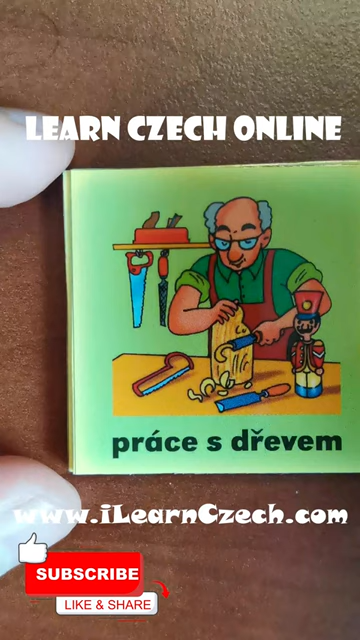 LEARN CZECH ONLINE
práce s dřevem
www.iLearnCzech.com
SUBSCRIBE
LIKE & SHARE